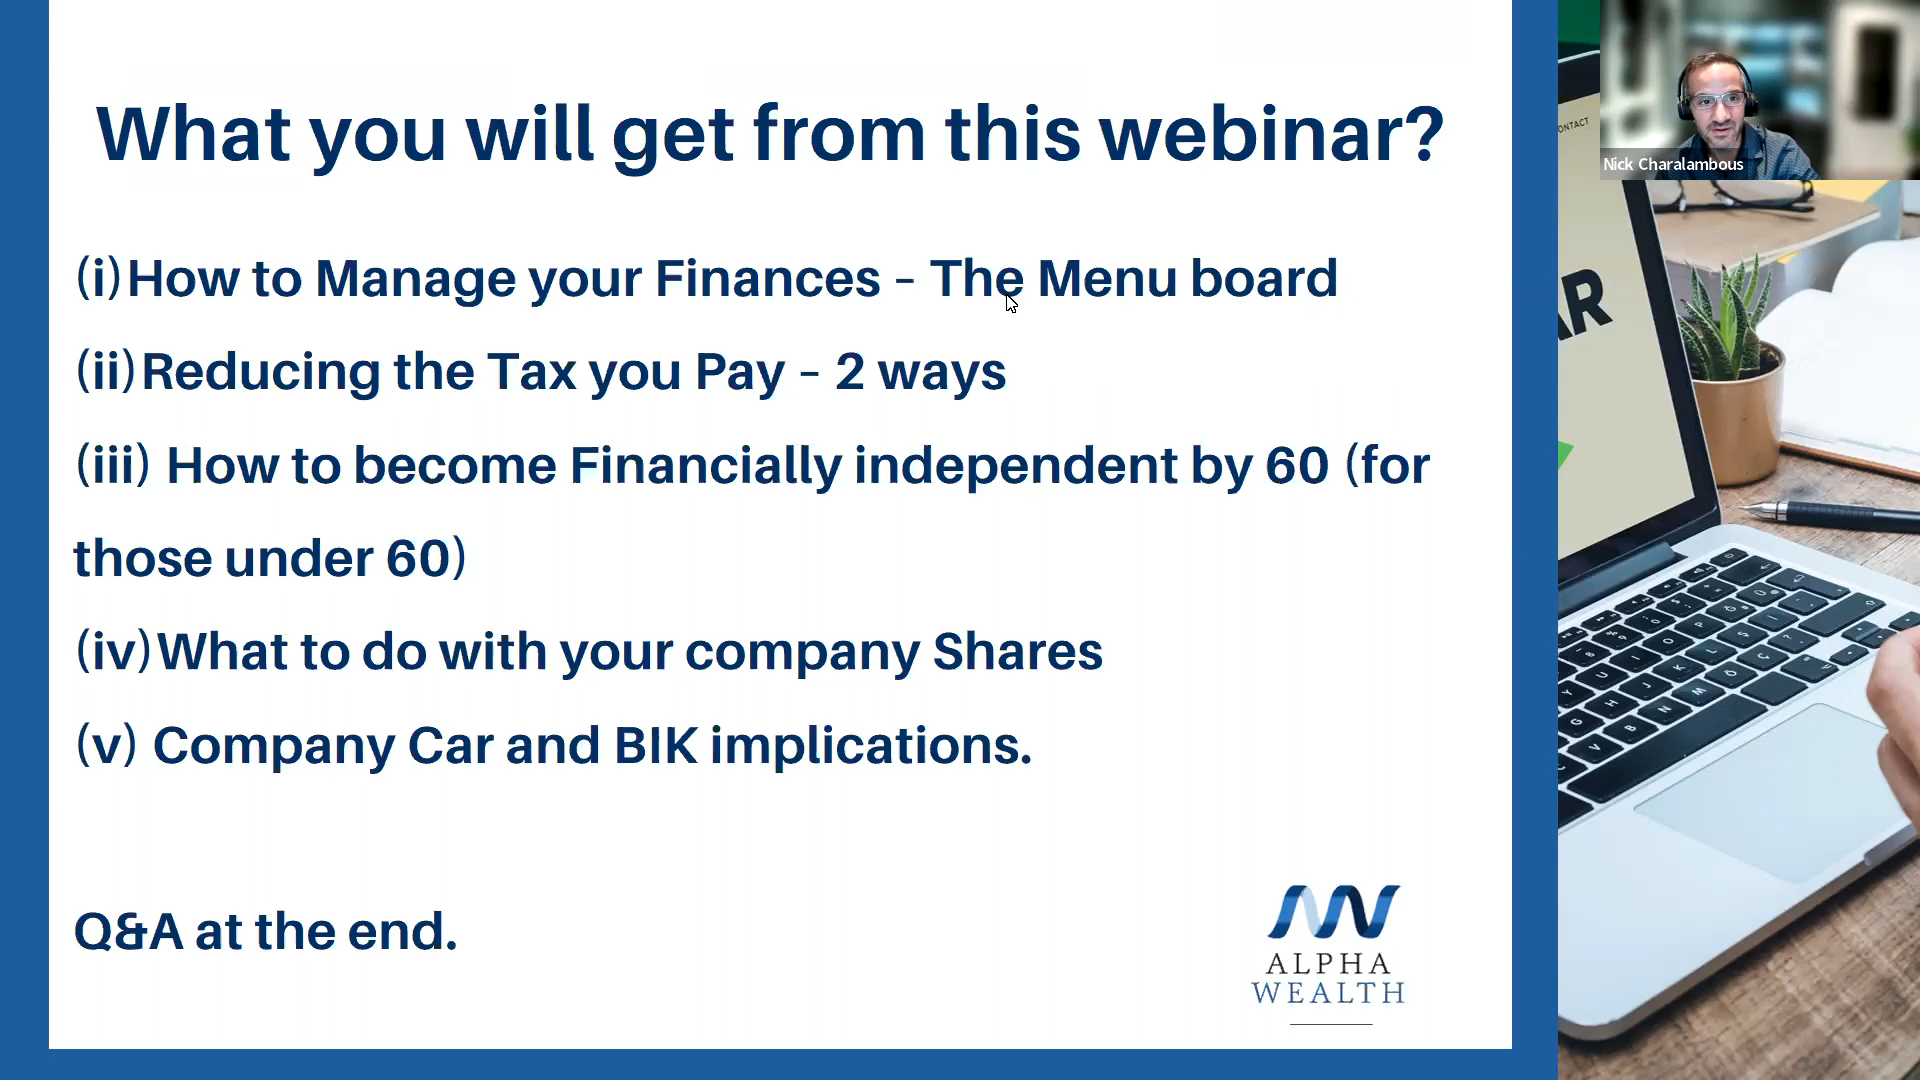 What you will get from this webinar?
(i)How to Manage your Finances – The Menu board
(ii)Reducing the Tax you Pay – 2 ways
(iii) How to become Financially independent by 60 (for
those under 60)
(iv)What to do with your company Shares
(v) Company Car and BIK implications.
Q&A at the end.
ALPHA
WEALTH
Nick Charalambous